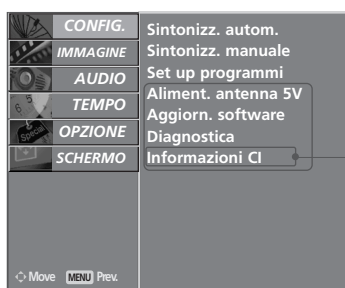 CONFIG.
IMMAGINE
AUDIO
TEMPO
OPZIONE
SCHERMO
Sintonizz. autom.
Sintonizz. manuale
Set up programmi
Aliment. antenna 5V
Aggiorn. software
Diagnostica
Informazioni CI
Special
Move MENU Prev.